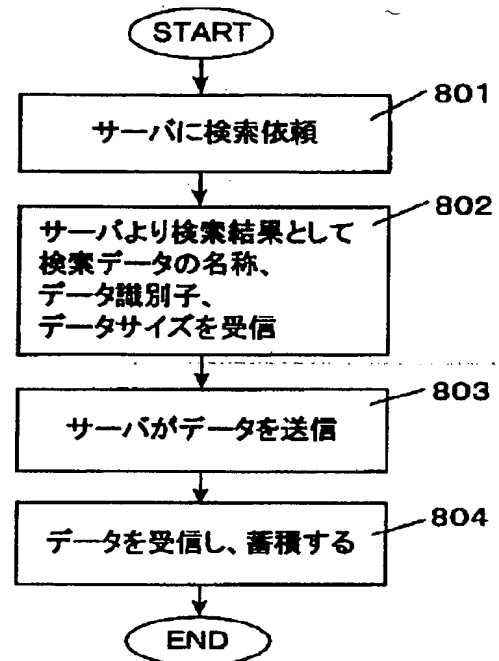 START
801
サーバに検索依頼
802
サーバより検索結果として
検索データの名称、
データ識別子、
データサイズを受信
803
サーバがデータを送信
804
データを受信し、蓄積する
END